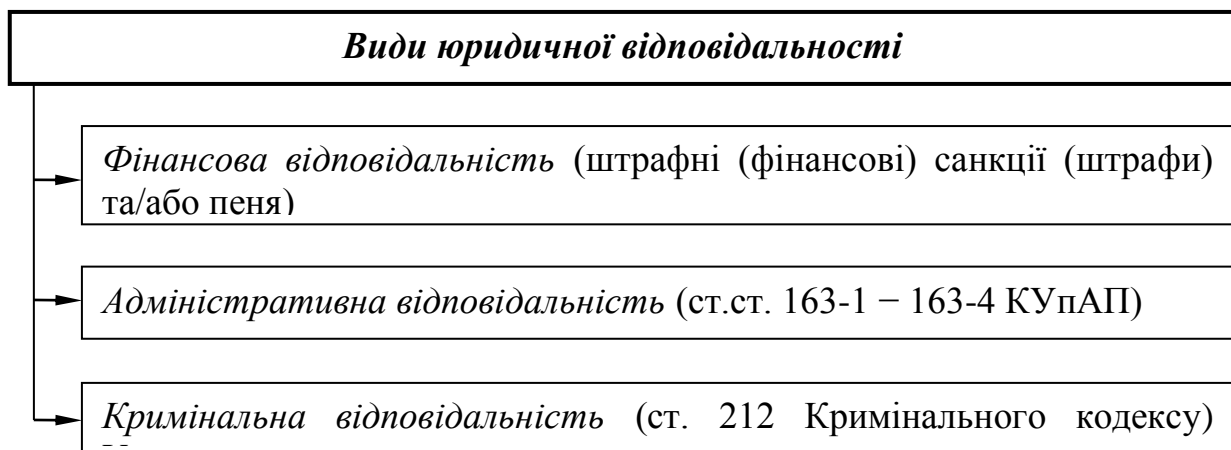 Види юридичної відповідальності
Фінансова відповідальність (штрафні (фінансові) санкції (штрафи)
та/або пеня)
Адміністративна відповідальність (ст.ст. 163-1 − 163-4 КУпАП)
Кримінальна відповідальність (ст. 212 Кримінального кодексу)